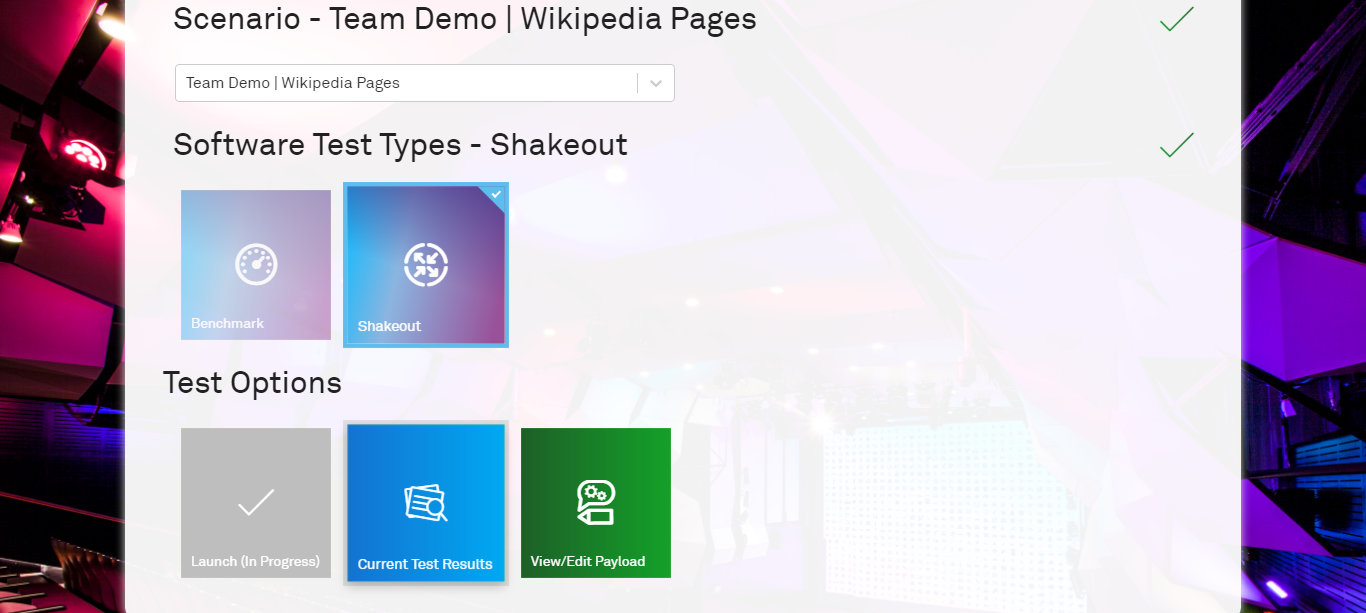 Scenario - Team Demo | Wikipedia Pages
Team Demo | Wikipedia Pages
Software Test Types - Shakeout
Benchmark
Shakeout
Test Options
Launch (In Progress)
Current Test Results
View/Edit Payload